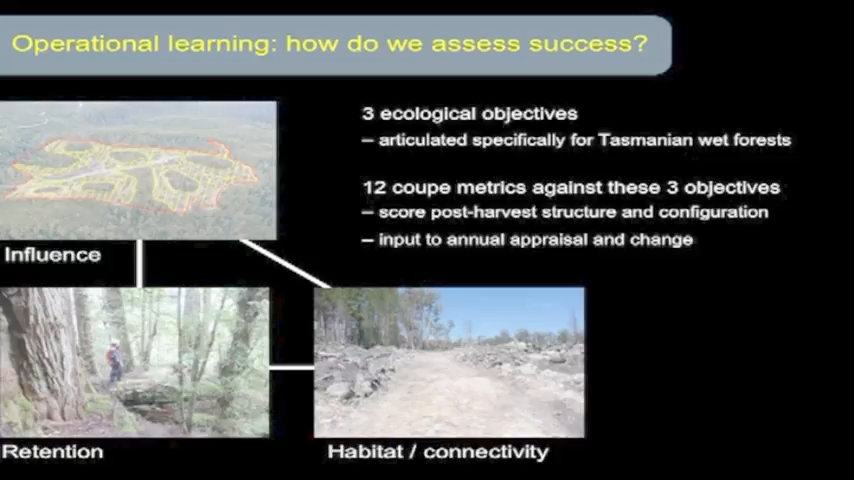 Operational learning: how do we assess success?
3 ecological objectives
– articulated specifically for Tasmanian wet forests
12 coupe metrics against these 3 objectives
– score post-harvest structure and configuration
– input to annual appraisal and change
Influence
Retention
Habitat / connectivity